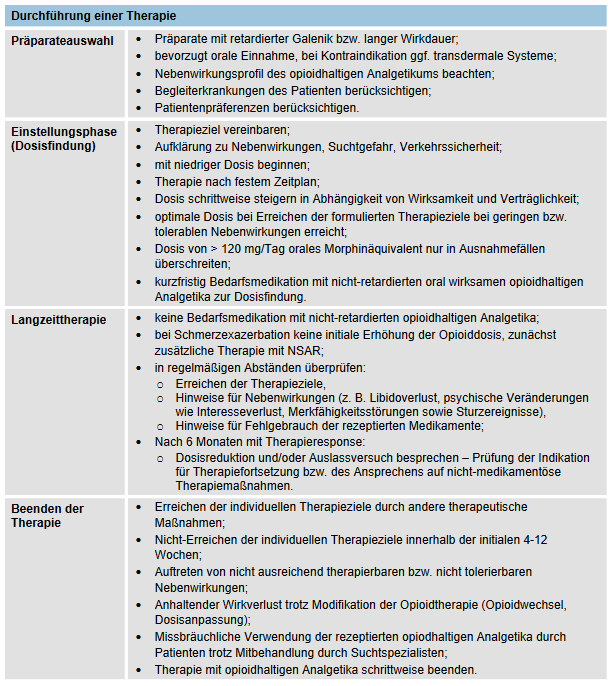 Durchführung einer Therapie
Präparateauswahl
• Präparate mit retardierter Galenik bzw. langer Wirkdauer;
• bevorzugt orale Einnahme, bei Kontraindikation ggf. transdermale Systeme;
• Nebenwirkungsprofil des opioidhaltigen Analgetikums beachten;
• Begleiterkrankungen des Patienten berücksichtigen;
• Patientenpräferenzen berücksichtigen.
Einstellungsphase
(Dosisfindung)
• Therapieziel vereinbaren;
• Aufklärung zu Nebenwirkungen, Suchtgefahr, Verkehrssicherheit;
• mit niedriger Dosis beginnen;
• Therapie nach festem Zeitplan;
• Dosis schrittweise steigern in Abhängigkeit von Wirksamkeit und Verträglichkeit;
• optimale Dosis bei Erreichen der formulierten Therapieziele bei geringen bzw.
tolerablen Nebenwirkungen erreicht;
• Dosis von > 120 mg/Tag orales Morphinäquivalent nur in Ausnahmefällen
überschreiten;
• kurzfristig Bedarfsmedikation mit nicht-retardierten oral wirksamen opioidhaltigen
Analgetika zur Dosisfindung.
Langzeittherapie
• keine Bedarfsmedikation mit nicht-retardierten opioidhaltigen Analgetika;
• bei Schmerzexazerbation keine initiale Erhöhung der Opioiddosis, zunächst
zusätzliche Therapie mit NSAR;
• in regelmäßigen Abständen überprüfen:
o Erreichen der Therapieziele,
o Hinweise für Nebenwirkungen (z. B. Libidoverlust, psychische Veränderungen
wie Interesseverlust, Merkfähigkeitsstörungen sowie Sturzereignisse),
o Hinweise für Fehlgebrauch der rezeptierten Medikamente;
• Nach 6 Monaten mit Therapieresponse:
o Dosisreduktion und/oder Auslassversuch besprechen – Prüfung der Indikation
für Therapiefortsetzung bzw. des Ansprechens auf nicht-medikamentöse
Therapiemaßnahmen.
Beenden der
Therapie
• Erreichen der individuellen Therapieziele durch andere therapeutische
Maßnahmen;
• Nicht-Erreichen der individuellen Therapieziele innerhalb der initialen 4-12
Wochen;
• Auftreten von nicht ausreichend therapierbaren bzw. nicht tolerierbaren
Nebenwirkungen;
• Anhaltender Wirkverlust trotz Modifikation der Opioidtherapie (Opioidwechsel,
Dosisanpassung);
• Missbräuchliche Verwendung der rezeptierten opiodhaltigen Analgetika durch
Patienten trotz Mitbehandlung durch Suchtspezialisten;
• Therapie mit opioidhaltigen Analgetika schrittweise beenden.